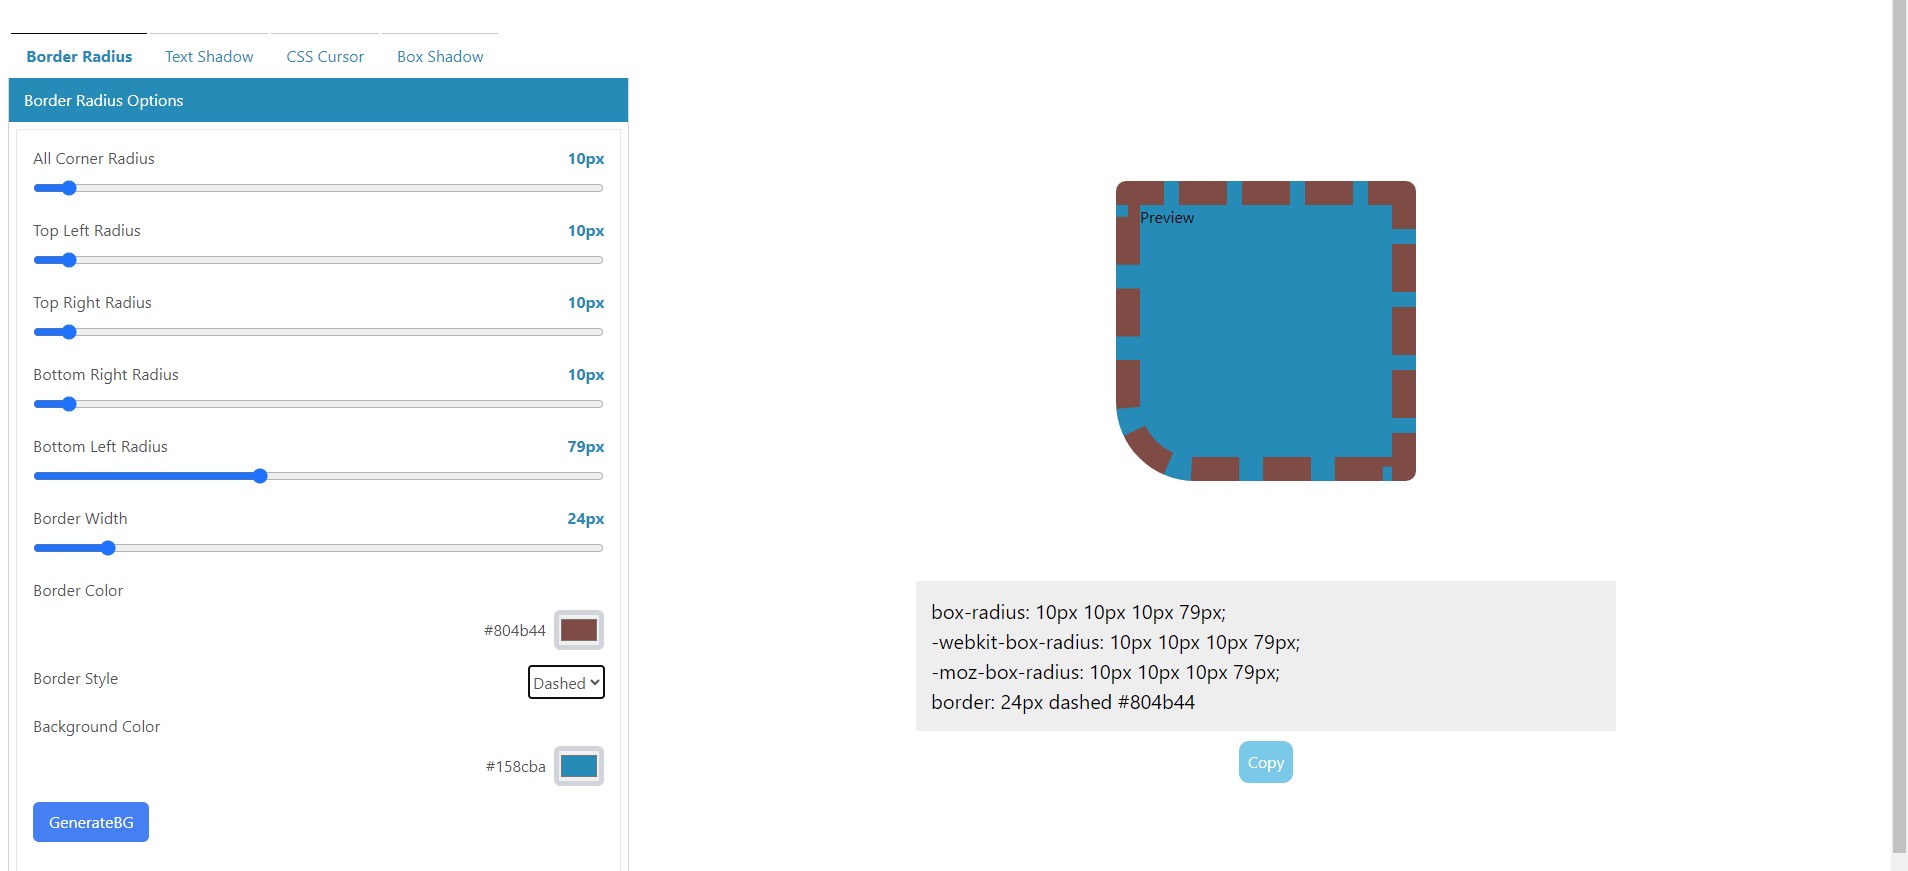 Border Radius Text Shadow CSS Cursor Box Shadow
Border Radius Options
All Corner Radius 10px
Top Left Radius 10px
Top Right Radius 10px
Bottom Right Radius 10px
Bottom Left Radius 79px
Border Width 24px
Border Color
#804b44
Border Style Dashed
Background Color
#158cba
GenerateBG
Preview
box-radius: 10px 10px 10px 79px;
-webkit-box-radius: 10px 10px 10px 79px;
-moz-box-radius: 10px 10px 10px 79px;
border: 24px dashed #804b44
Copy